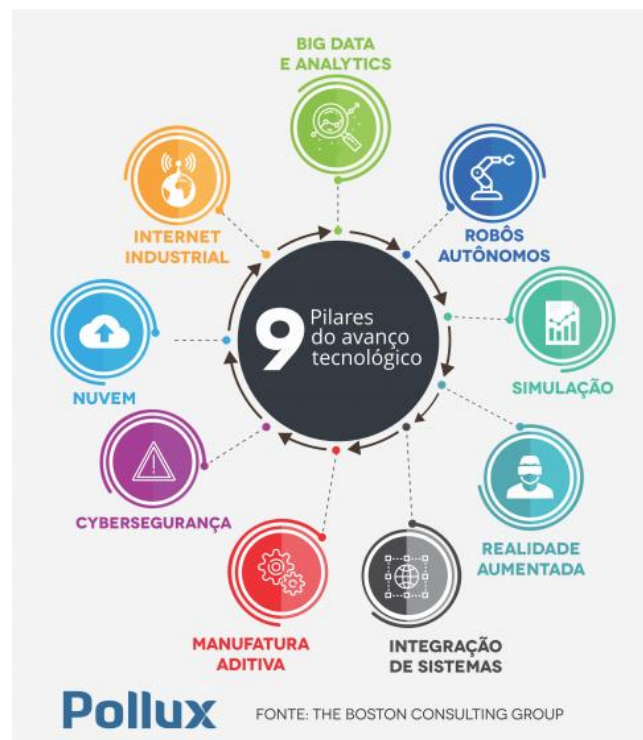 BIG DATA
E ANALYTICS
ROBÔS
AUTÔNOMOS
SIMULAÇÃO
REALIDADE
AUMENTADA
INTEGRAÇÃO
DE SISTEMAS
MANUFATURA
ADITIVA
CYBERSEGURANÇA
NUVEM
INTERNET
INDUSTRIAL
9 Pilares
do avanço
tecnológico
Pollux
FONTE: THE BOSTON CONSULTING GROUP